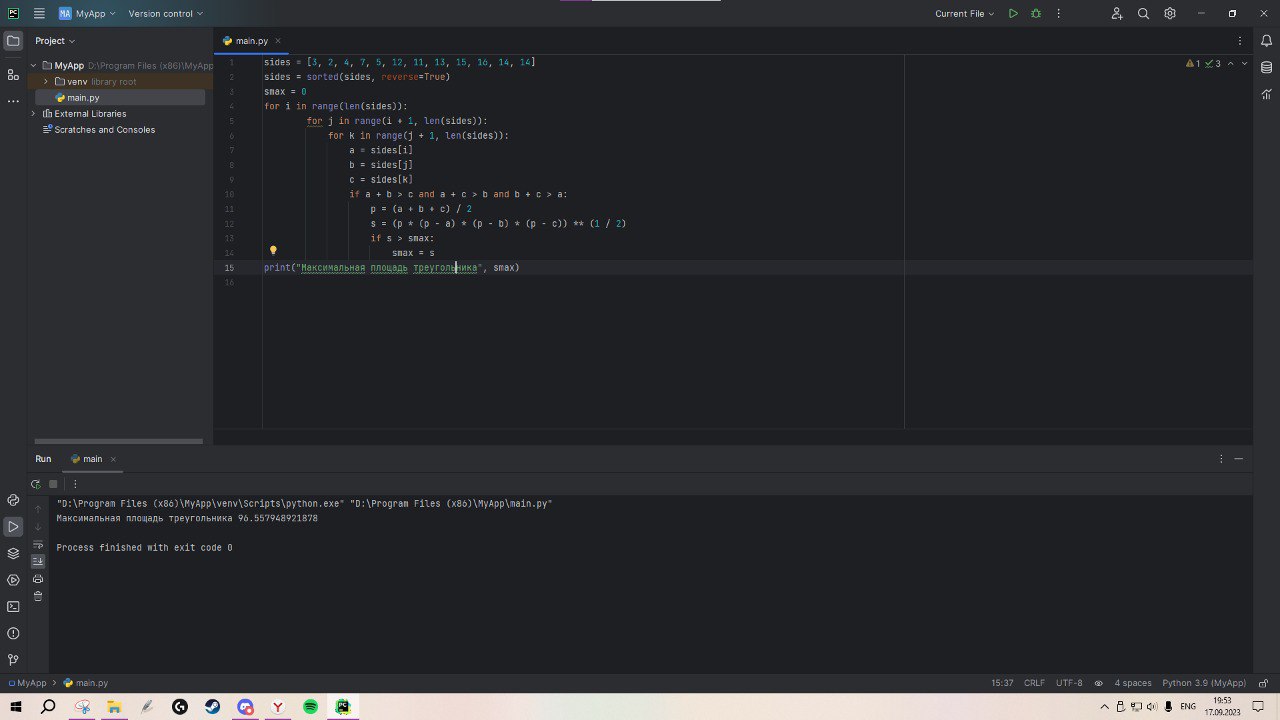 PC MA MyApp Version control Current File
Project main.py
MyApp D:\Program Files (x86)\MyApp
venv library root
main.py
External Libraries
Scratches and Consoles
1 3
1 sides = [3, 2, 4, 7, 5, 12, 11, 13, 15, 16, 14, 14]
2 sides = sorted(sides, reverse=True)
3 smax = 0
4 for i in range(len(sides)):
5 for j in range(i + 1, len(sides)):
6 for k in range(j + 1, len(sides)):
7 a = sides[i]
8 b = sides[j]
9 c = sides[k]
10 if a + b > c and a + c > b and b + c > a:
11 p = (a + b + c) / 2
12 s = (p * (p - a) * (p - b) * (p - c)) ** (1 / 2)
13 if s > smax:
14 smax = s
15 print("Максимальная площадь треугольника", smax)
16
Run main
"D:\Program Files (x86)\MyApp\venv\Scripts\python.exe" "D:\Program Files (x86)\MyApp\main.py"
Максимальная площадь треугольника 96.557948921878
Process finished with exit code 0
MyApp > main.py 15:37 CRLF UTF-8 4 spaces Python 3.9 (MyApp)
19:53
ENG
17.09.2023